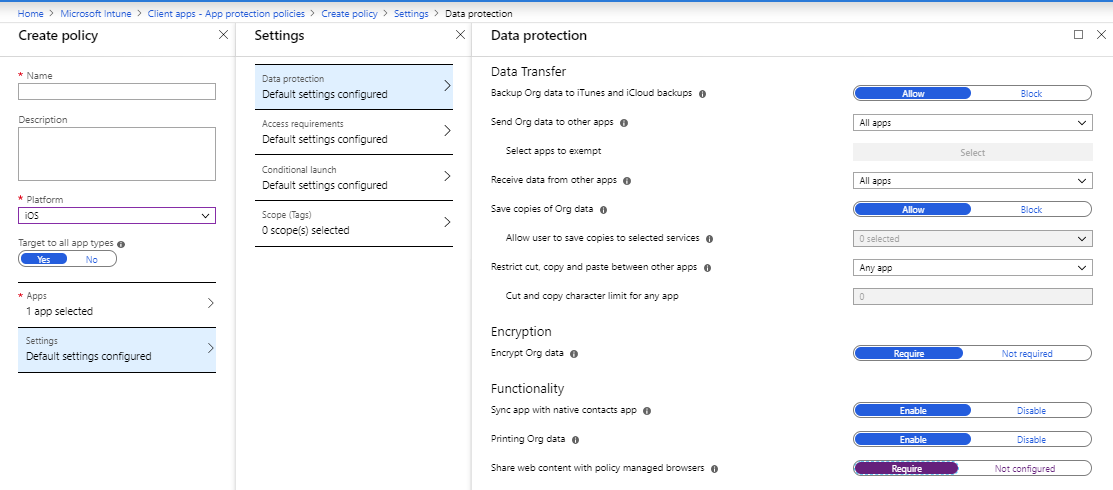 Home > Microsoft Intune > Client apps - App protection policies > Create policy > Settings > Data protection
Create policy
* Name
Description
* Platform
iOS
Target to all app types
Yes No
* Apps
1 app selected
Settings
Default settings configured
Settings
Data protection
Default settings configured
Access requirements
Default settings configured
Conditional launch
Default settings configured
Scope (Tags)
0 scope(s) selected
Data protection
Data Transfer
Backup Org data to iTunes and iCloud backups Allow Block
Send Org data to other apps All apps
Select apps to exempt Select
Receive data from other apps All apps
Save copies of Org data Allow Block
Allow user to save copies to selected services 0 selected
Restrict cut, copy and paste between other apps Any app
Cut and copy character limit for any app 0
Encryption
Encrypt Org data Require Not required
Functionality
Sync app with native contacts app Enable Disable
Printing Org data Enable Disable
Share web content with policy managed browsers Require Not configured